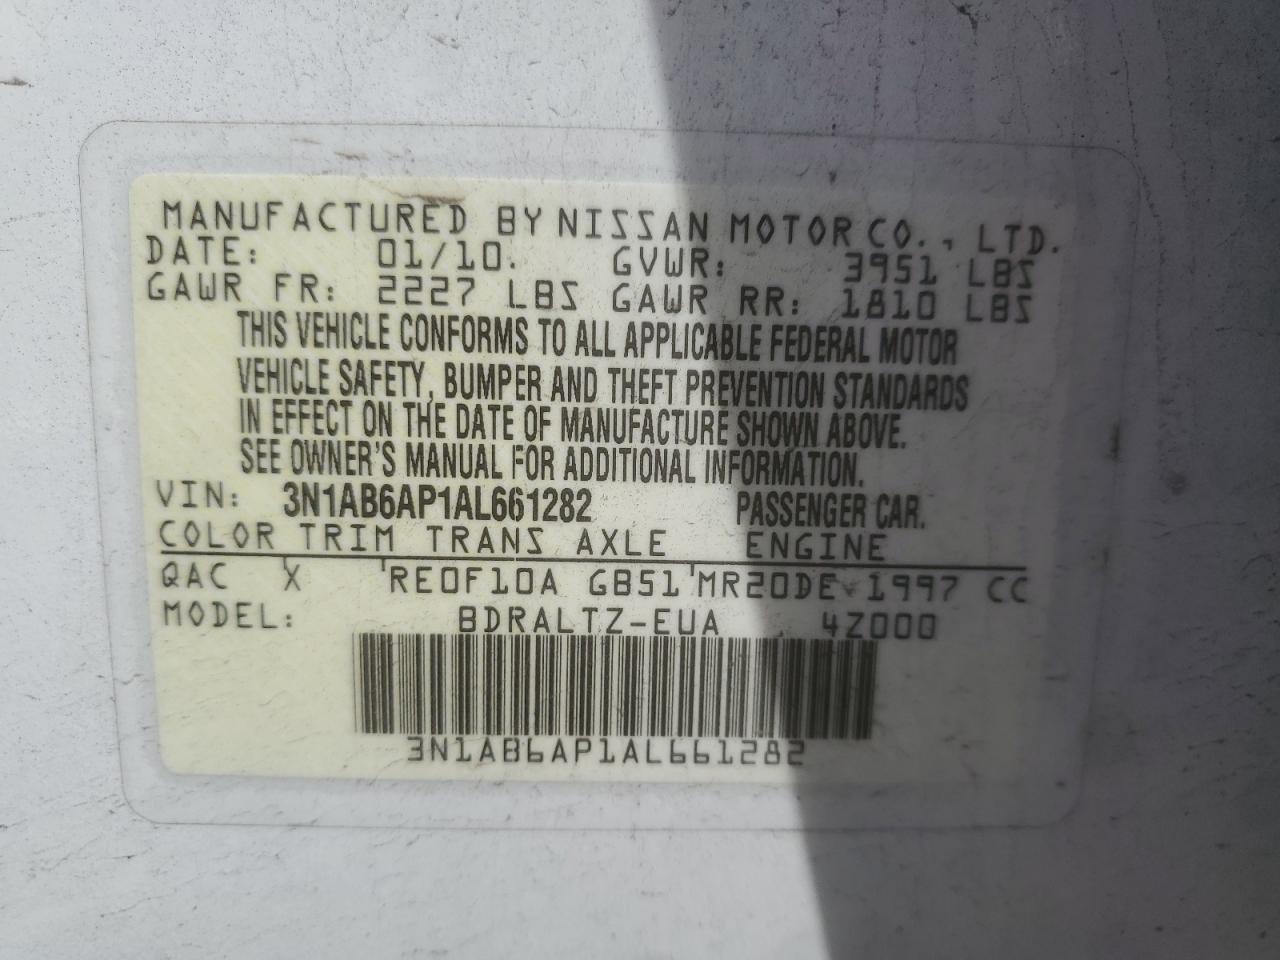 MANUFACTURED BY NISSAN MOTOR CO., LTD.
DATE: 01/10. GVWR: 3951 LBS
GAWR FR: 2227 LBS GAWR RR: 1810 LBS
THIS VEHICLE CONFORMS TO ALL APPLICABLE FEDERAL MOTOR
VEHICLE SAFETY, BUMPER AND THEFT PREVENTION STANDARDS
IN EFFECT ON THE DATE OF MANUFACTURE SHOWN ABOVE.
SEE OWNER'S MANUAL FOR ADDITIONAL INFORMATION.
VIN: 3N1AB6AP1AL661282 PASSENGER CAR.
COLOR TRIM TRANS AXLE ENGINE
QAC X RE0F10A GB51 MR20DE 1997 CC
MODEL: BDRALTZ-EUA 4Z000
3N1AB6AP1AL661282